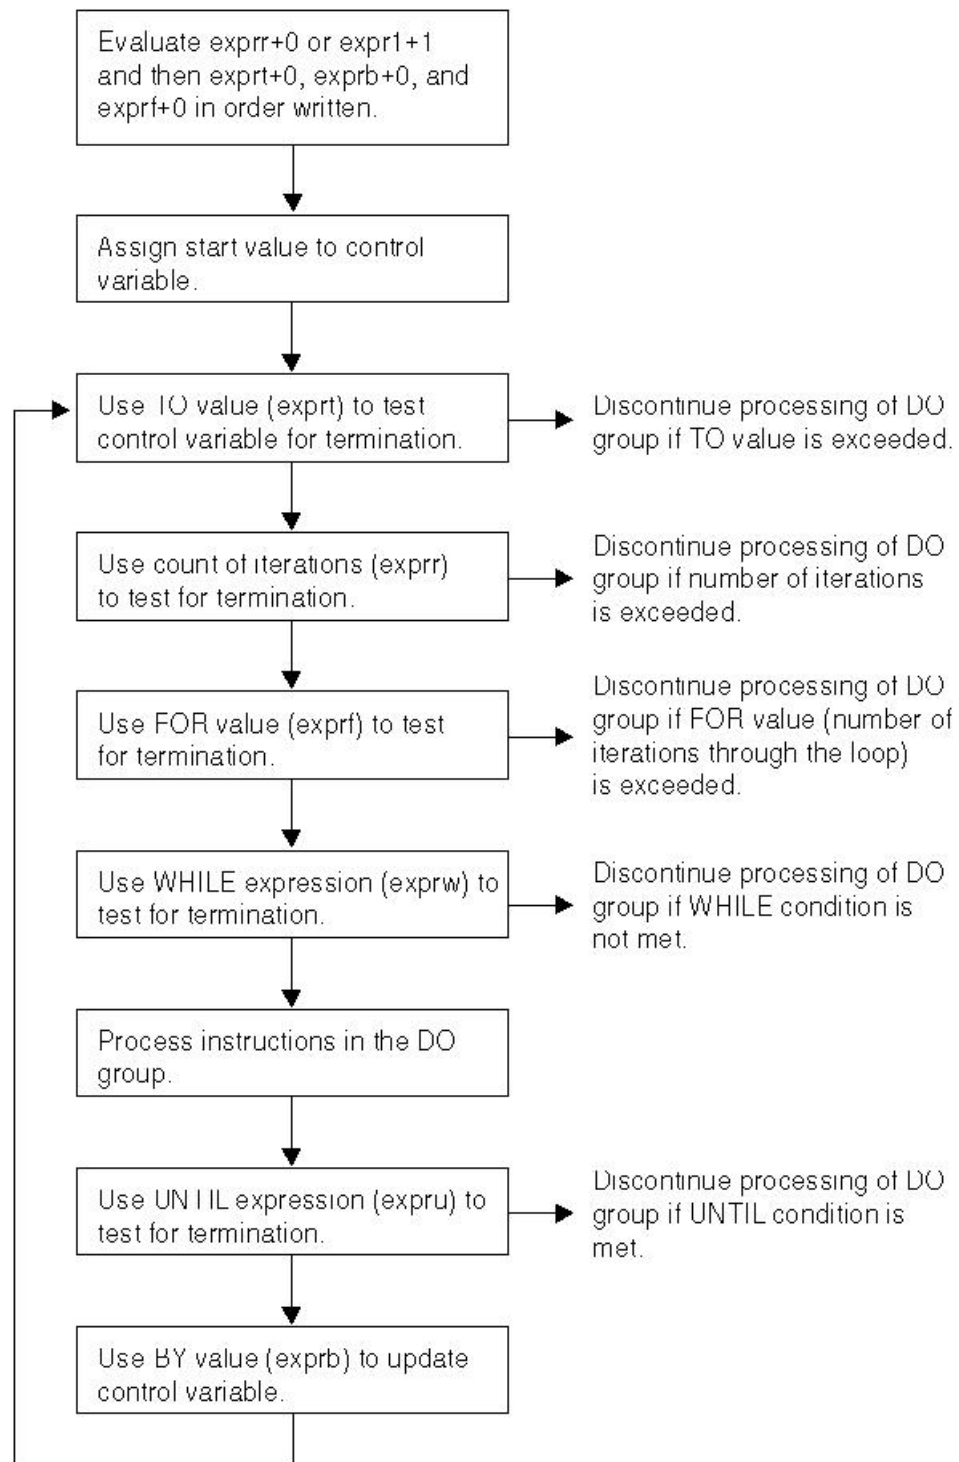 Evaluate exprr+0 or expr1+1
and then exprt+0, exprb+0, and
exprf+0 in order written.
Assign start value to control
variable.
Use TO value (exprt) to test
control variable for termination.
Discontinue processing of DO
group if TO value is exceeded.
Use count of iterations (exprr)
to test for termination.
Discontinue processing of DO
group if number of iterations
is exceeded.
Use FOR value (exprf) to test
for termination.
Discontinue processing of DO
group if FOR value (number of
iterations through the loop)
is exceeded.
Use WHILE expression (exprw) to
test for termination.
Discontinue processing of DO
group if WHILE condition is
not met.
Process instructions in the DO
group.
Use UNTIL expression (expru) to
test for termination.
Discontinue processing of DO
group if UNTIL condition is
met.
Use BY value (exprb) to update
control variable.